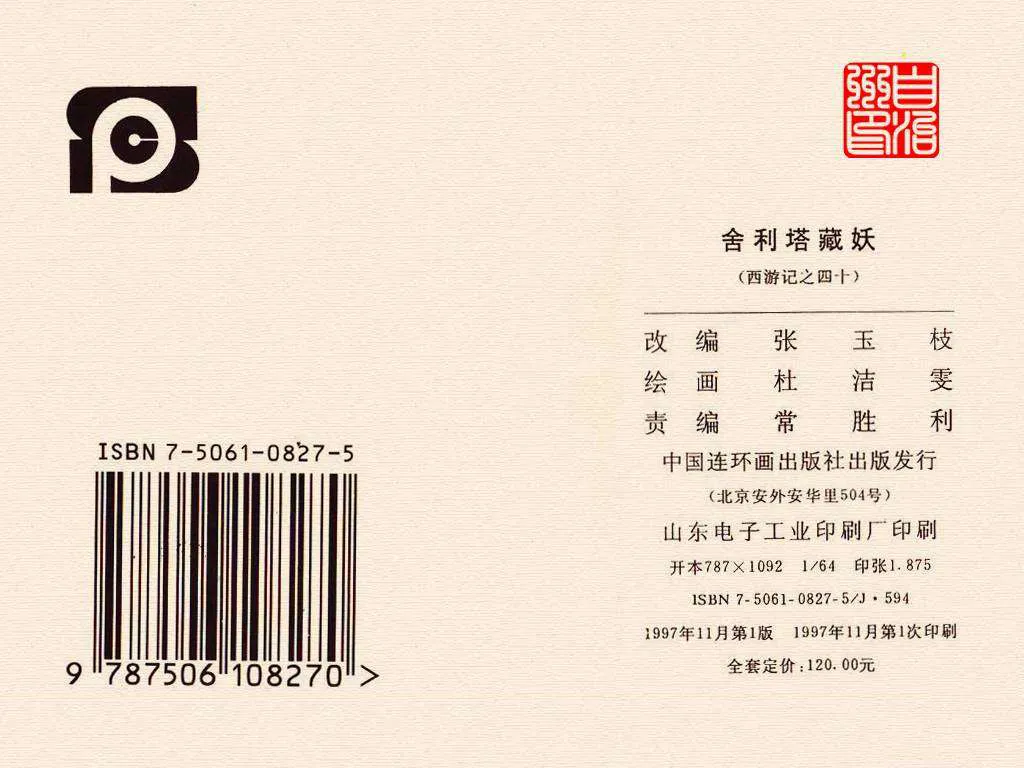 舍利塔藏妖
（西游记之四十）
改 编 张 玉 枝
绘 画 杜 洁 雯
责 编 常 胜 利
中国连环画出版社出版发行
（北京安外安华里504号）
山东电子工业印刷厂印刷
开本787×1092 1/64 印张1.875
ISBN 7-5061-0827-5/J·594
1997年11月第1版 1997年11月第1次印刷
全套定价:120.00元
ISBN 7-5061-0827-5
9 787506 108270 >